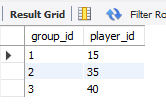 Result Grid Filter Ro
group_id player_id
1 15
2 35
3 40